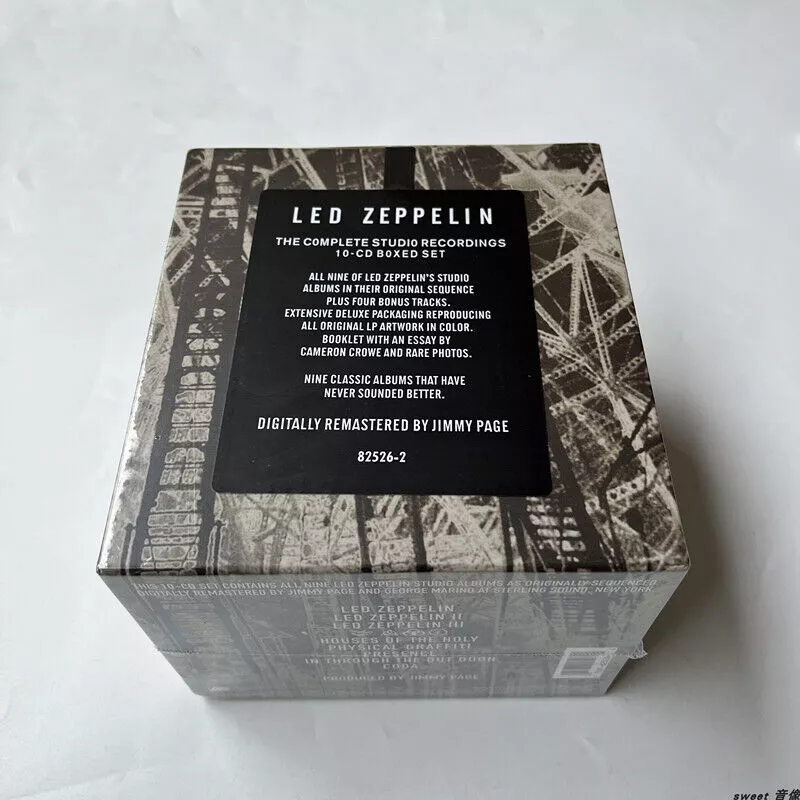 LED ZEPPELIN
THE COMPLETE STUDIO RECORDINGS
10-CD BOXED SET
ALL NINE OF LED ZEPPELIN'S STUDIO
ALBUMS IN THEIR ORIGINAL SEQUENCE
PLUS FOUR BONUS TRACKS.
EXTENSIVE DELUXE PACKAGING REPRODUCING
ALL ORIGINAL LP ARTWORK IN COLOR.
BOOKLET WITH AN ESSAY BY
CAMERON CROWE AND RARE PHOTOS.
NINE CLASSIC ALBUMS THAT HAVE
NEVER SOUNDED BETTER.
DIGITALLY REMASTERED BY JIMMY PAGE
82526-2
THIS 10-CD SET CONTAINS ALL NINE LED ZEPPELIN STUDIO ALBUMS AS ORIGINALLY SEQUENCED
DIGITALLY REMASTERED BY JIMMY PAGE AND GEORGE MARINO AT STERLING SOUND, NEW YORK
LED ZEPPELIN
LED ZEPPELIN II
LED ZEPPELIN III
HOUSES OF THE HOLY
PHYSICAL GRAFFITI
PRESENCE
IN THROUGH THE OUT DOOR
CODA
PRODUCED BY JIMMY PAGE
sweet 音像